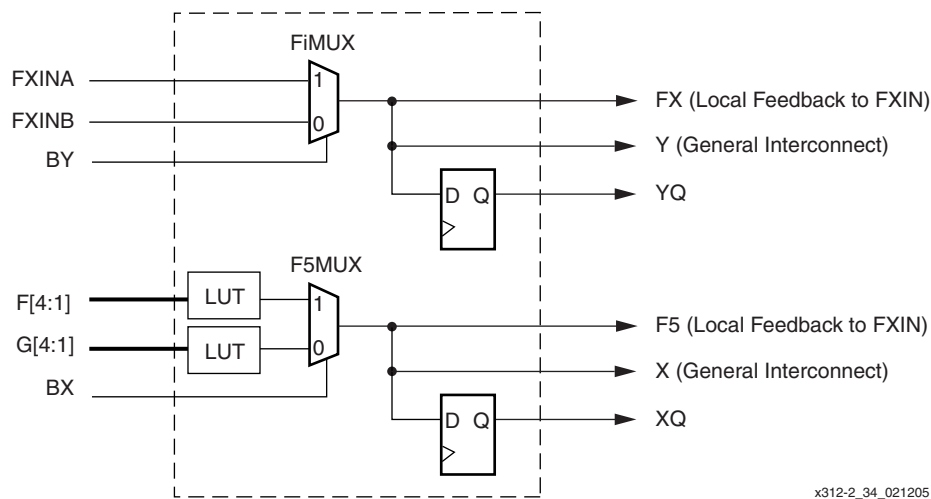 FiMUX
FXINA
1
FX (Local Feedback to FXIN)
FXINB
0
Y (General Interconnect)
BY
D Q
YQ
F5MUX
F[4:1]
LUT
1
F5 (Local Feedback to FXIN)
G[4:1]
LUT
0
X (General Interconnect)
BX
D Q
XQ
x312-2_34_021205